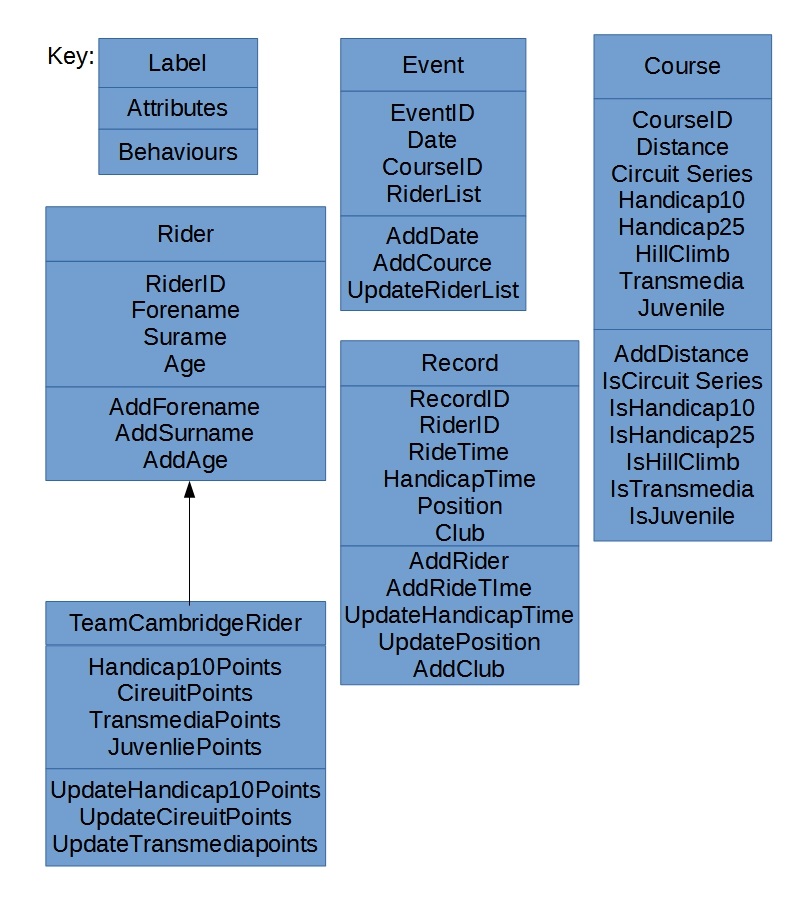 Key:
Label
Attributes
Behaviours
Event
EventID
Date
CourseID
RiderList
AddDate
AddCource
UpdateRiderList
Course
CourseID
Distance
Circuit Series
Handicap10
Handicap25
HillClimb
Transmedia
Juvenile
AddDistance
IsCircuit Series
IsHandicap10
IsHandicap25
IsHillClimb
IsTransmedia
IsJuvenile
Rider
RiderID
Forename
Surame
Age
AddForename
AddSurname
AddAge
Record
RecordID
RiderID
RideTime
HandicapTime
Position
Club
AddRider
AddRideTIme
UpdateHandicapTime
UpdatePosition
AddClub
TeamCambridgeRider
Handicap10Points
CireuitPoints
TransmediaPoints
JuvenliePoints
UpdateHandicap10Points
UpdateCireuitPoints
UpdateTransmediapoints